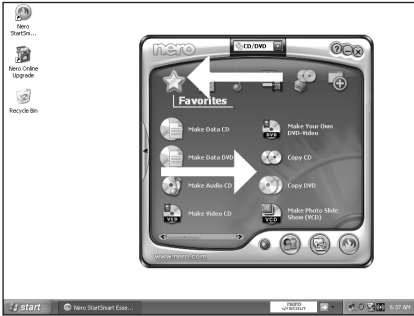 Nero
StartSm...
Nero Online
Upgrade
Recycle Bin
nero
CD/DVD
Favorites
Make Data CD
Make Your Own
DVD-Video
Make Data DVD
Copy CD
Make Audio CD
Copy DVD
Make Video CD
Make Photo Slide
Show (VCD)
www.nero.com
start
Nero StartSmart Esse...
nero
SCOUT
6:37 AM